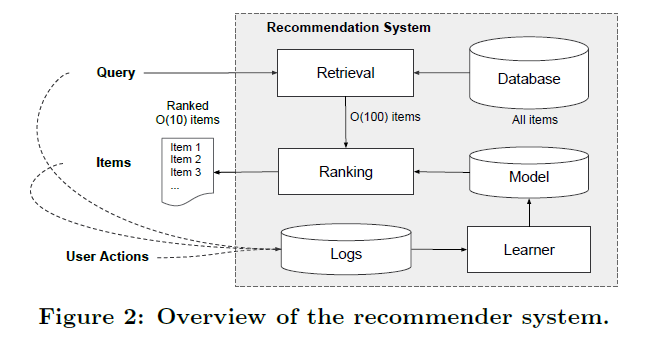 Recommendation System
Query
Retrieval
Database
Ranked
O(10) items
O(100) items
All items
Item 1
Item 2
Item 3
...
Items
Ranking
Model
User Actions
Logs
Learner
Figure 2: Overview of the recommender system.